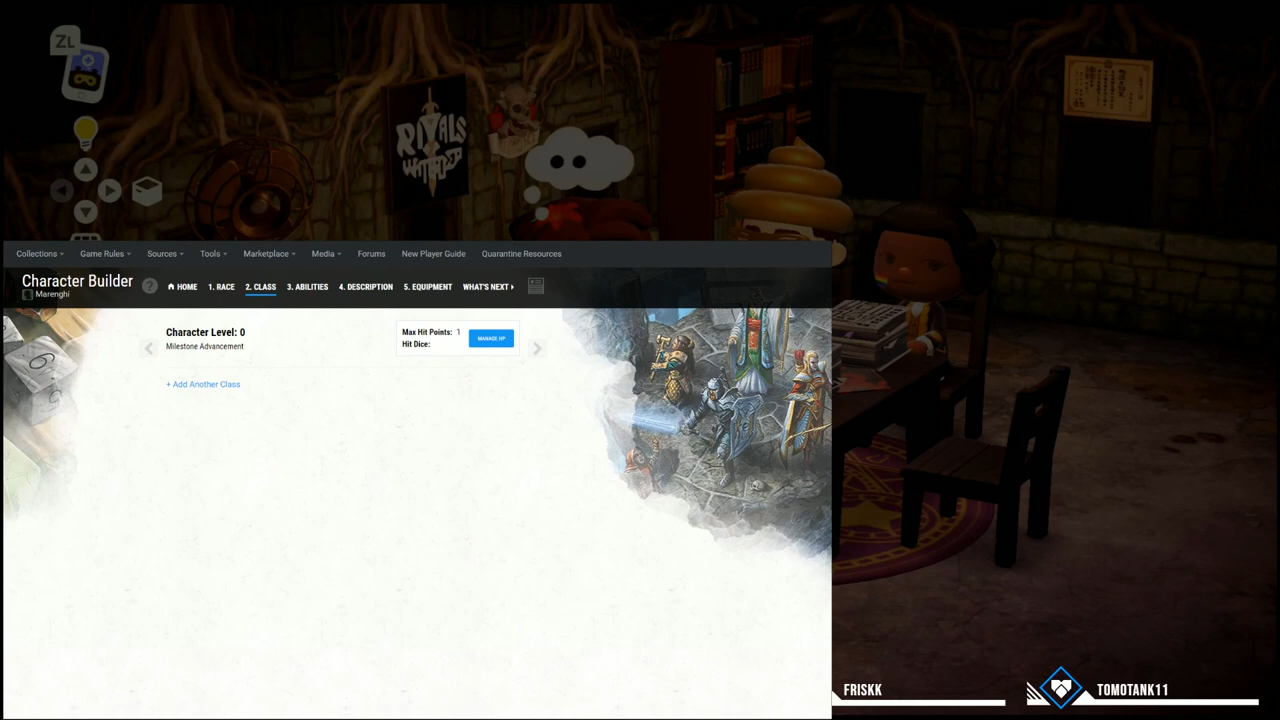 ZL
RIVALS
Collections
Game Rules
Sources
Tools
Marketplace
Media
Forums
New Player Guide
Quarantine Resources
Character Builder
Marenghi
?
HOME
1. RACE
2. CLASS
3. ABILITIES
4. DESCRIPTION
5. EQUIPMENT
WHAT'S NEXT
Character Level: 0
Milestone Advancement
Max Hit Points: 1
Hit Dice:
MANAGE HP
+ Add Another Class
FRISKK
TOMOTANK11